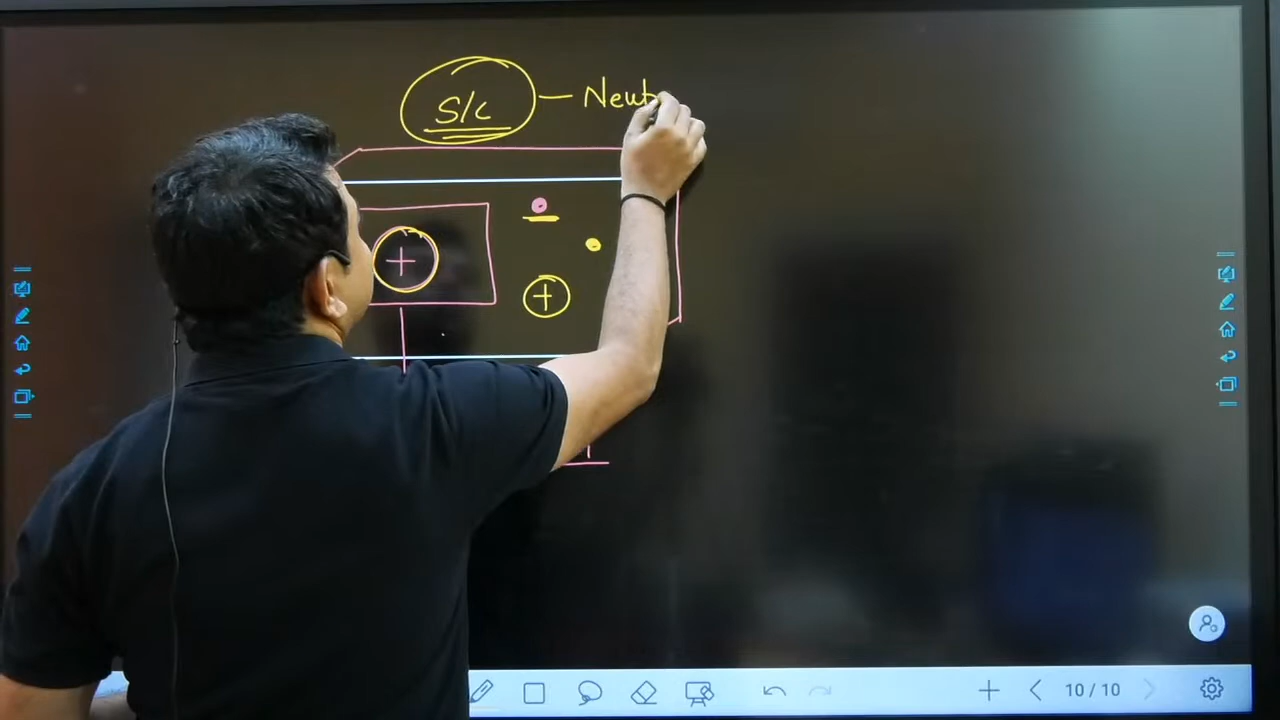 S/C — Neut
+
+
10 / 10